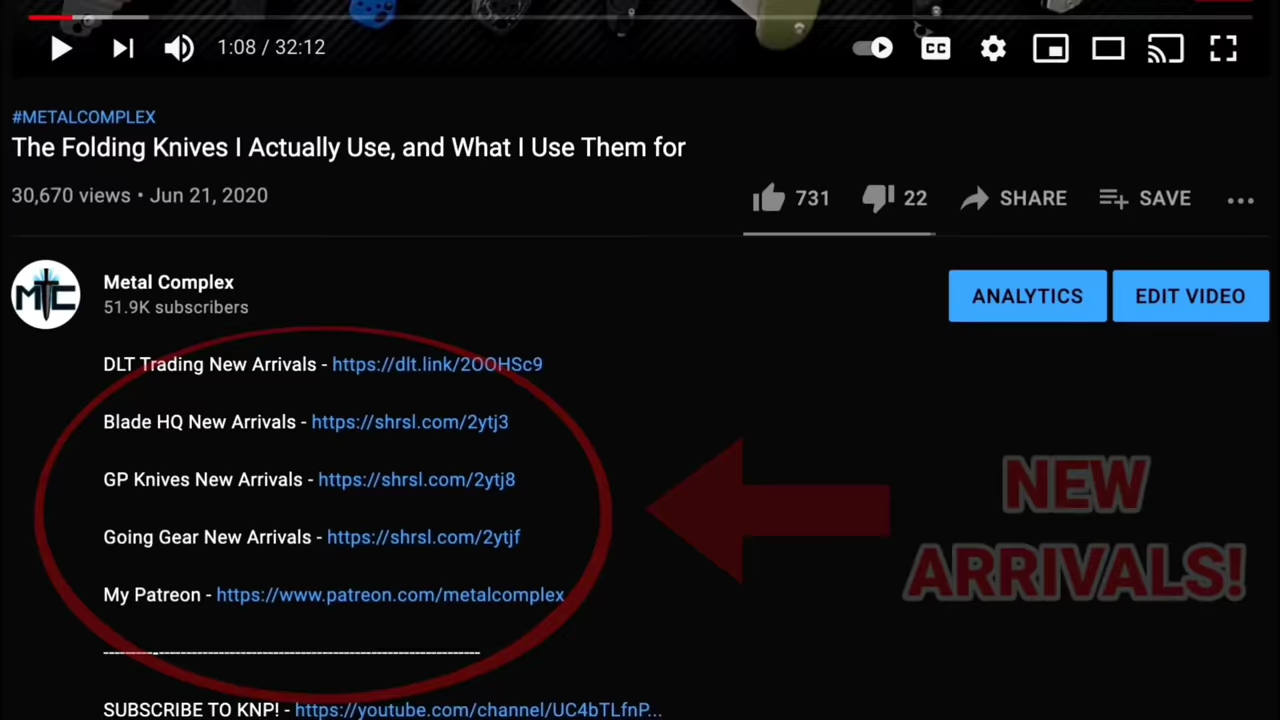 1:08 / 32:12
CC
#METALCOMPLEX
The Folding Knives I Actually Use, and What I Use Them for
30,670 views • Jun 21, 2020
731 22 SHARE SAVE
MTC
Metal Complex
51.9K subscribers
ANALYTICS EDIT VIDEO
DLT Trading New Arrivals - https://dlt.link/2OOHSc9
Blade HQ New Arrivals - https://shrsl.com/2ytj3
GP Knives New Arrivals - https://shrsl.com/2ytj8
Going Gear New Arrivals - https://shrsl.com/2ytjf
My Patreon - https://www.patreon.com/metalcomplex
NEW
ARRIVALS!
SUBSCRIBE TO KNP! - https://youtube.com/channel/UC4bTLfnP...